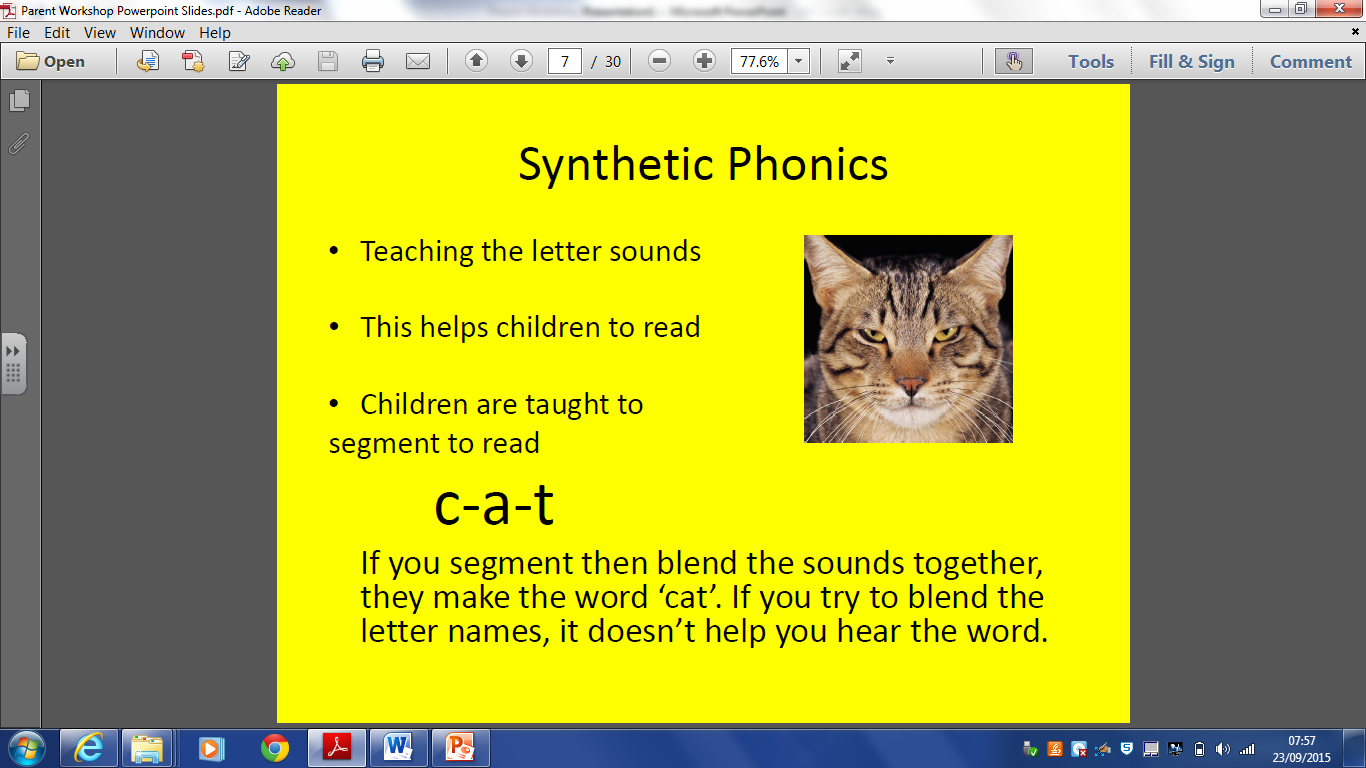 Parent Workshop Powerpoint Slides.pdf - Adobe Reader
File Edit View Window Help
Open 7 / 30 77.6% Tools Fill & Sign Comment
Synthetic Phonics
• Teaching the letter sounds
• This helps children to read
• Children are taught to
segment to read
c-a-t
If you segment then blend the sounds together,
they make the word ‘cat’. If you try to blend the
letter names, it doesn’t help you hear the word.
07:57
23/09/2015